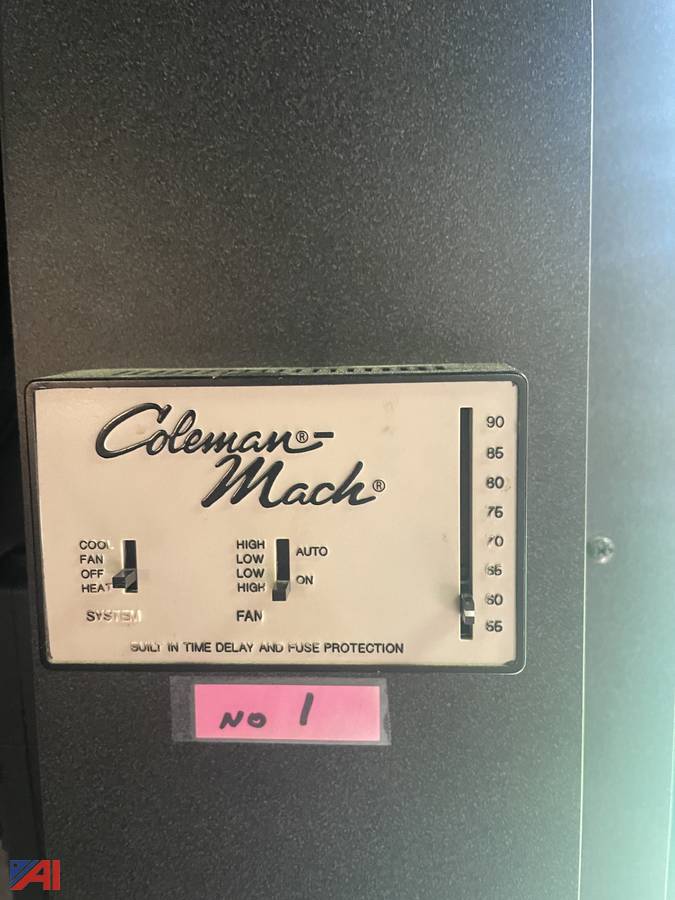 Coleman®-
Mach®
COOL
FAN
OFF
HEAT
SYSTEM
HIGH
LOW
LOW
HIGH
AUTO
ON
FAN
90
85
80
75
70
65
60
55
BUILT IN TIME DELAY AND FUSE PROTECTION
NO 1
AI